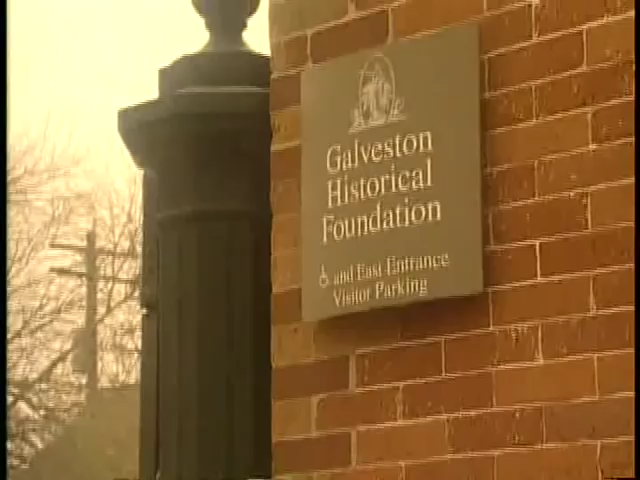 Galveston
Historical
Foundation
♿ and East Entrance
Visitor Parking